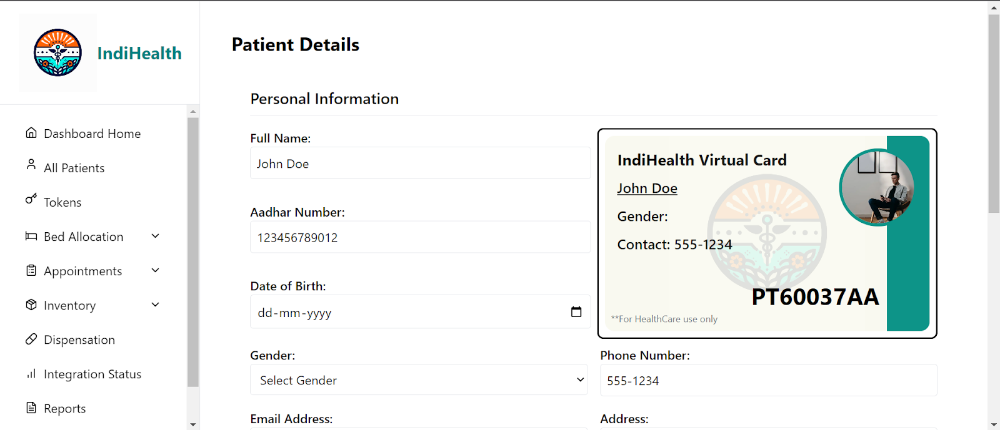 IndiHealth
Dashboard Home
All Patients
Tokens
Bed Allocation
Appointments
Inventory
Dispensation
Integration Status
Reports
Patient Details
Personal Information
Full Name:
John Doe
Aadhar Number:
123456789012
Date of Birth:
dd-mm-yyyy
IndiHealth Virtual Card
John Doe
Gender:
Contact: 555-1234
PT60037AA
**For HealthCare use only
Gender:
Select Gender
Phone Number:
555-1234
Email Address:
Address: